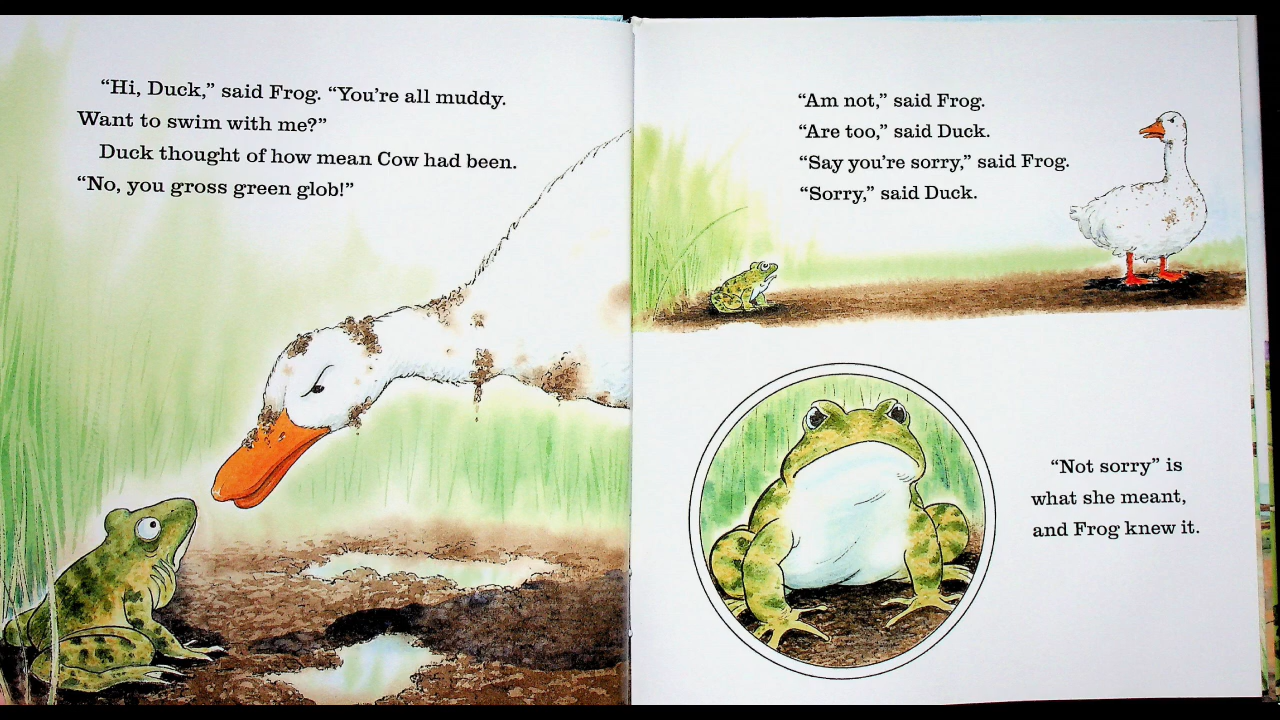 “Hi, Duck,” said Frog. “You’re all muddy.
Want to swim with me?”
Duck thought of how mean Cow had been.
“No, you gross green glob!”
“Am not,” said Frog.
“Are too,” said Duck.
“Say you’re sorry,” said Frog.
“Sorry,” said Duck.
“Not sorry” is
what she meant,
and Frog knew it.